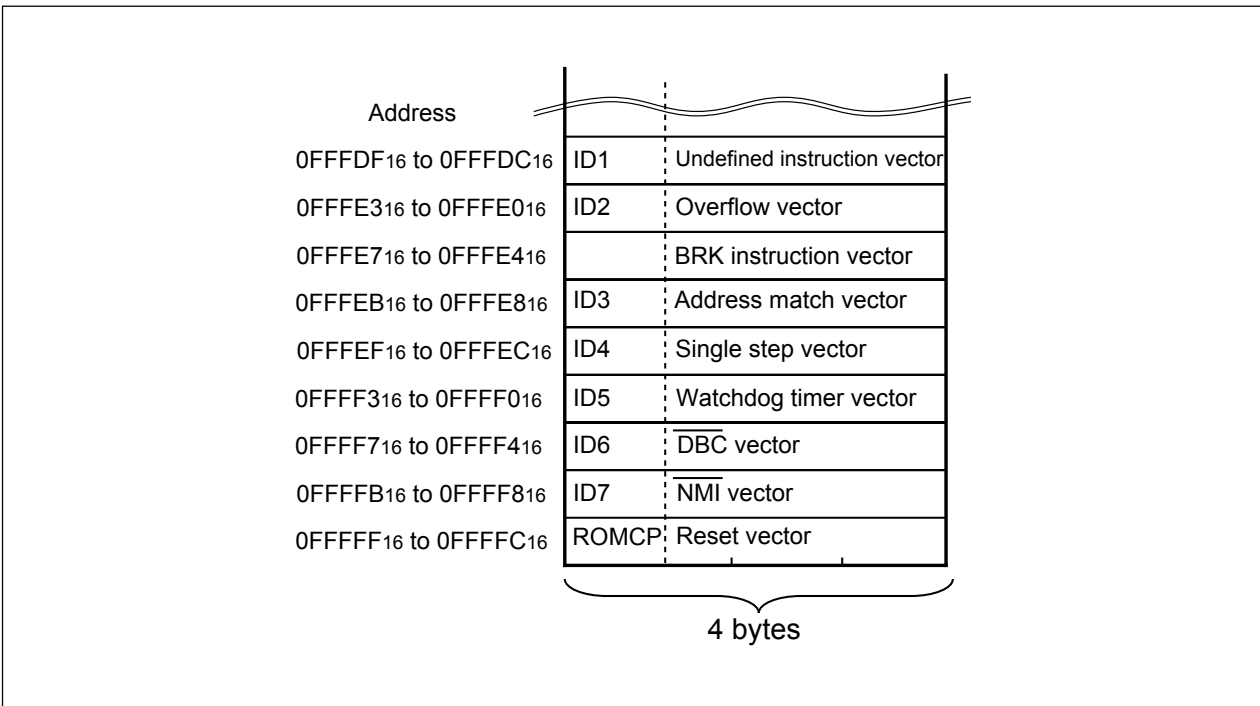 Address
0FFFDF16 to 0FFFDC16 ID1 Undefined instruction vector
0FFFE316 to 0FFFE016 ID2 Overflow vector
0FFFE716 to 0FFFE416 BRK instruction vector
0FFFEB16 to 0FFFE816 ID3 Address match vector
0FFFEF16 to 0FFFEC16 ID4 Single step vector
0FFFF316 to 0FFFF016 ID5 Watchdog timer vector
0FFFF716 to 0FFFF416 ID6 DBC vector
0FFFFB16 to 0FFFF816 ID7 NMI vector
0FFFFF16 to 0FFFFC16 ROMCP Reset vector
4 bytes